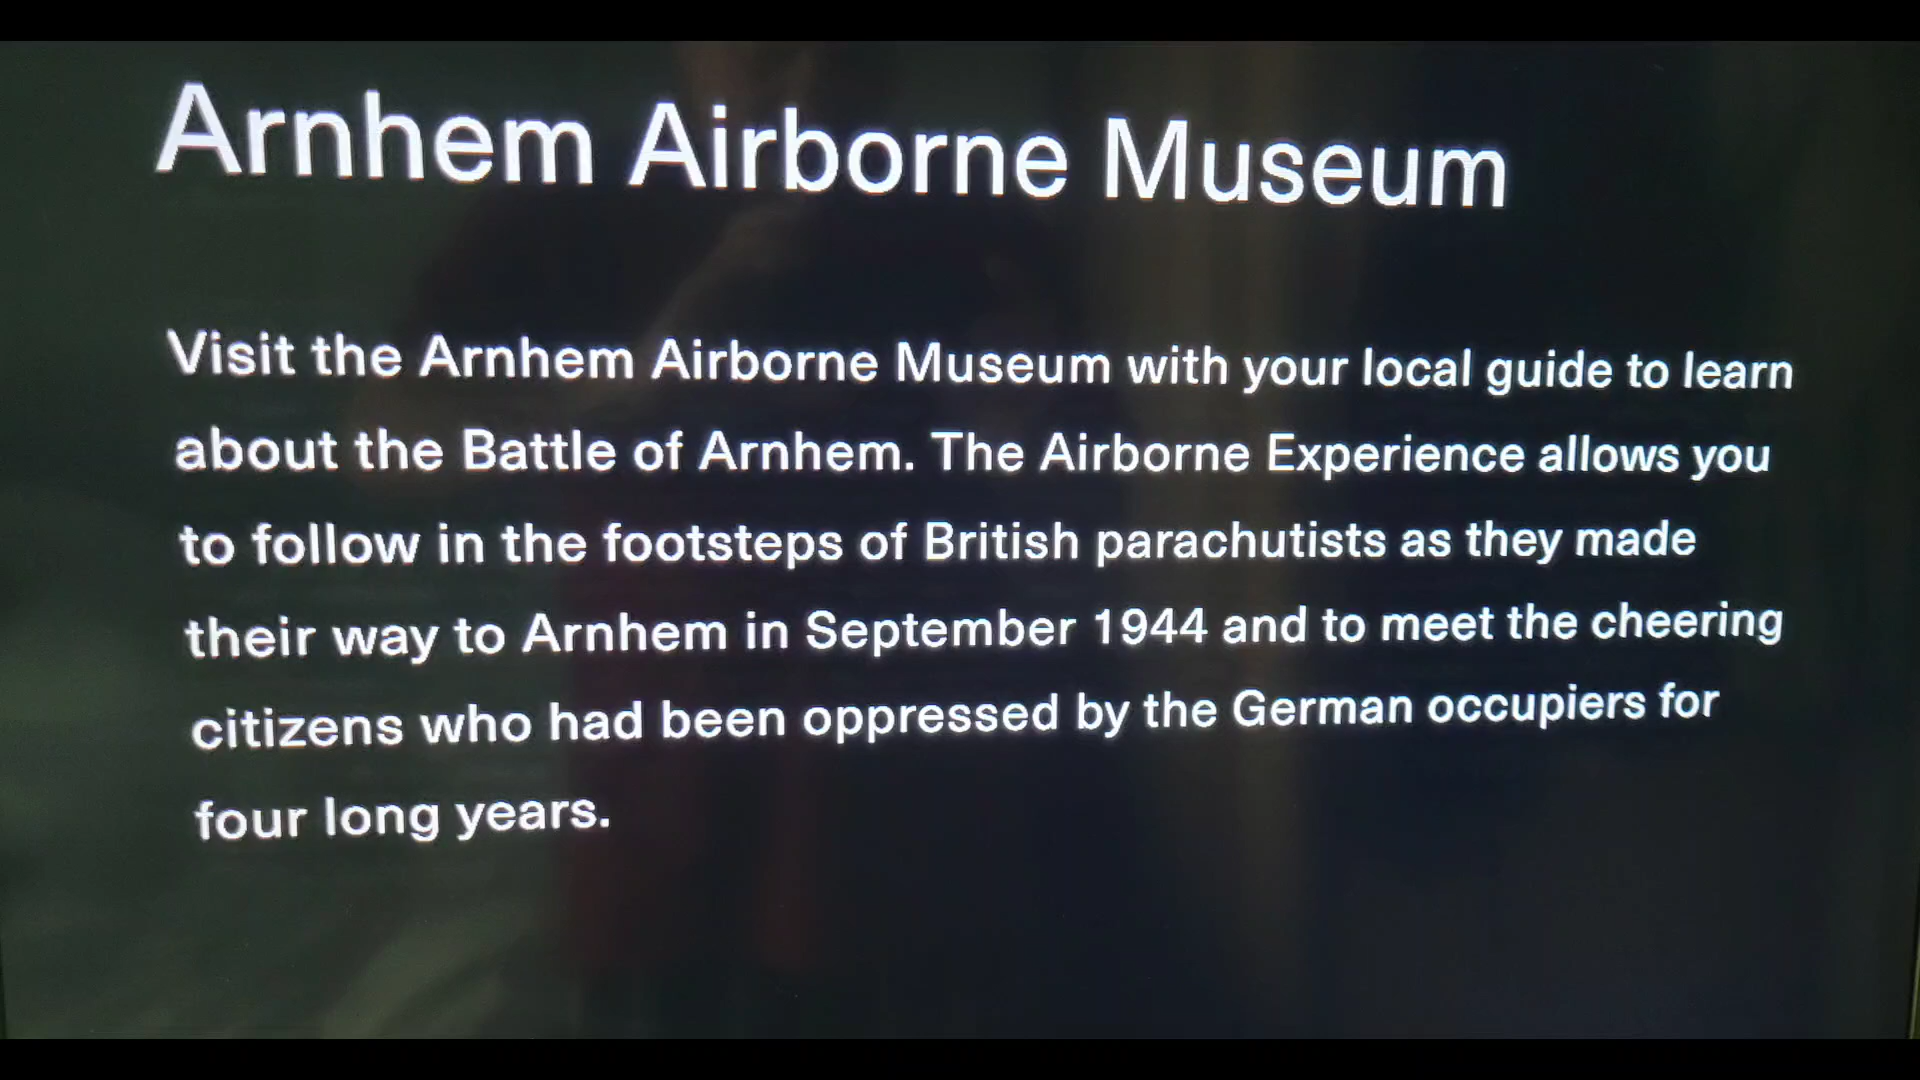 Arnhem Airborne Museum
Visit the Arnhem Airborne Museum with your local guide to learn
about the Battle of Arnhem. The Airborne Experience allows you
to follow in the footsteps of British parachutists as they made
their way to Arnhem in September 1944 and to meet the cheering
citizens who had been oppressed by the German occupiers for
four long years.